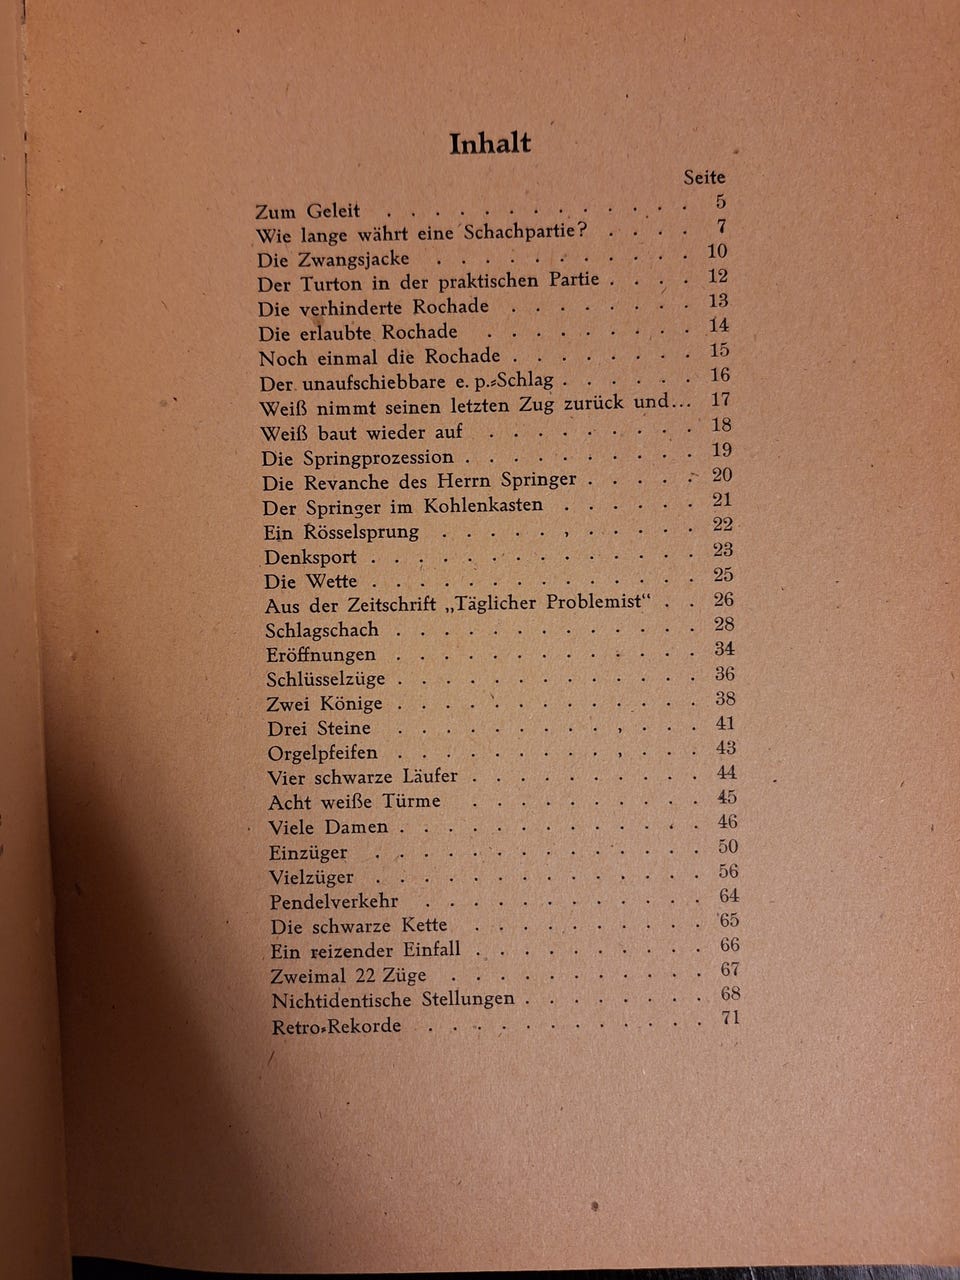 Inhalt
Seite
Zum Geleit . . . . . . . . . . . . . 5
Wie lange währt eine Schachpartie? . . . . 7
Die Zwangsjacke . . . . . . . . . . . 10
Der Turton in der praktischen Partie . . . . 12
Die verhinderte Rochade . . . . . . . . 13
Die erlaubte Rochade . . . . . . . . . 14
Noch einmal die Rochade . . . . . . . . 15
Der unaufschiebbare e. p.-Schlag . . . . . . 16
Weiß nimmt seinen letzten Zug zurück und... 17
Weiß baut wieder auf . . . . . . . . . 18
Die Springprozession . . . . . . . . . . 19
Die Revanche des Herrn Springer . . . . . 20
Der Springer im Kohlenkasten . . . . . . 21
Ein Rösselsprung . . . . . . . . . . . 22
Denksport . . . . . . . . . . . . . . 23
Die Wette . . . . . . . . . . . . . . 25
Aus der Zeitschrift „Täglicher Problemist“ . . 26
Schlagschach . . . . . . . . . . . . . 28
Eröffnungen . . . . . . . . . . . . . 34
Schlüsselzüge . . . . . . . . . . . . . 36
Zwei Könige . . . . . . . . . . . . . 38
Drei Steine . . . . . . . . . . . . . 41
Orgelpfeifen . . . . . . . . . . . . . 43
Vier schwarze Läufer . . . . . . . . . . 44
Acht weiße Türme . . . . . . . . . . 45
Viele Damen . . . . . . . . . . . . . 46
Einzüger . . . . . . . . . . . . . . 50
Vielzüger . . . . . . . . . . . . . . 56
Pendelverkehr . . . . . . . . . . . . 64
Die schwarze Kette . . . . . . . . . . 65
Ein reizender Einfall . . . . . . . . . . 66
Zweimal 22 Züge . . . . . . . . . . . 67
Nichtidentische Stellungen . . . . . . . . 68
Retro-Rekorde . . . . . . . . . . . . 71